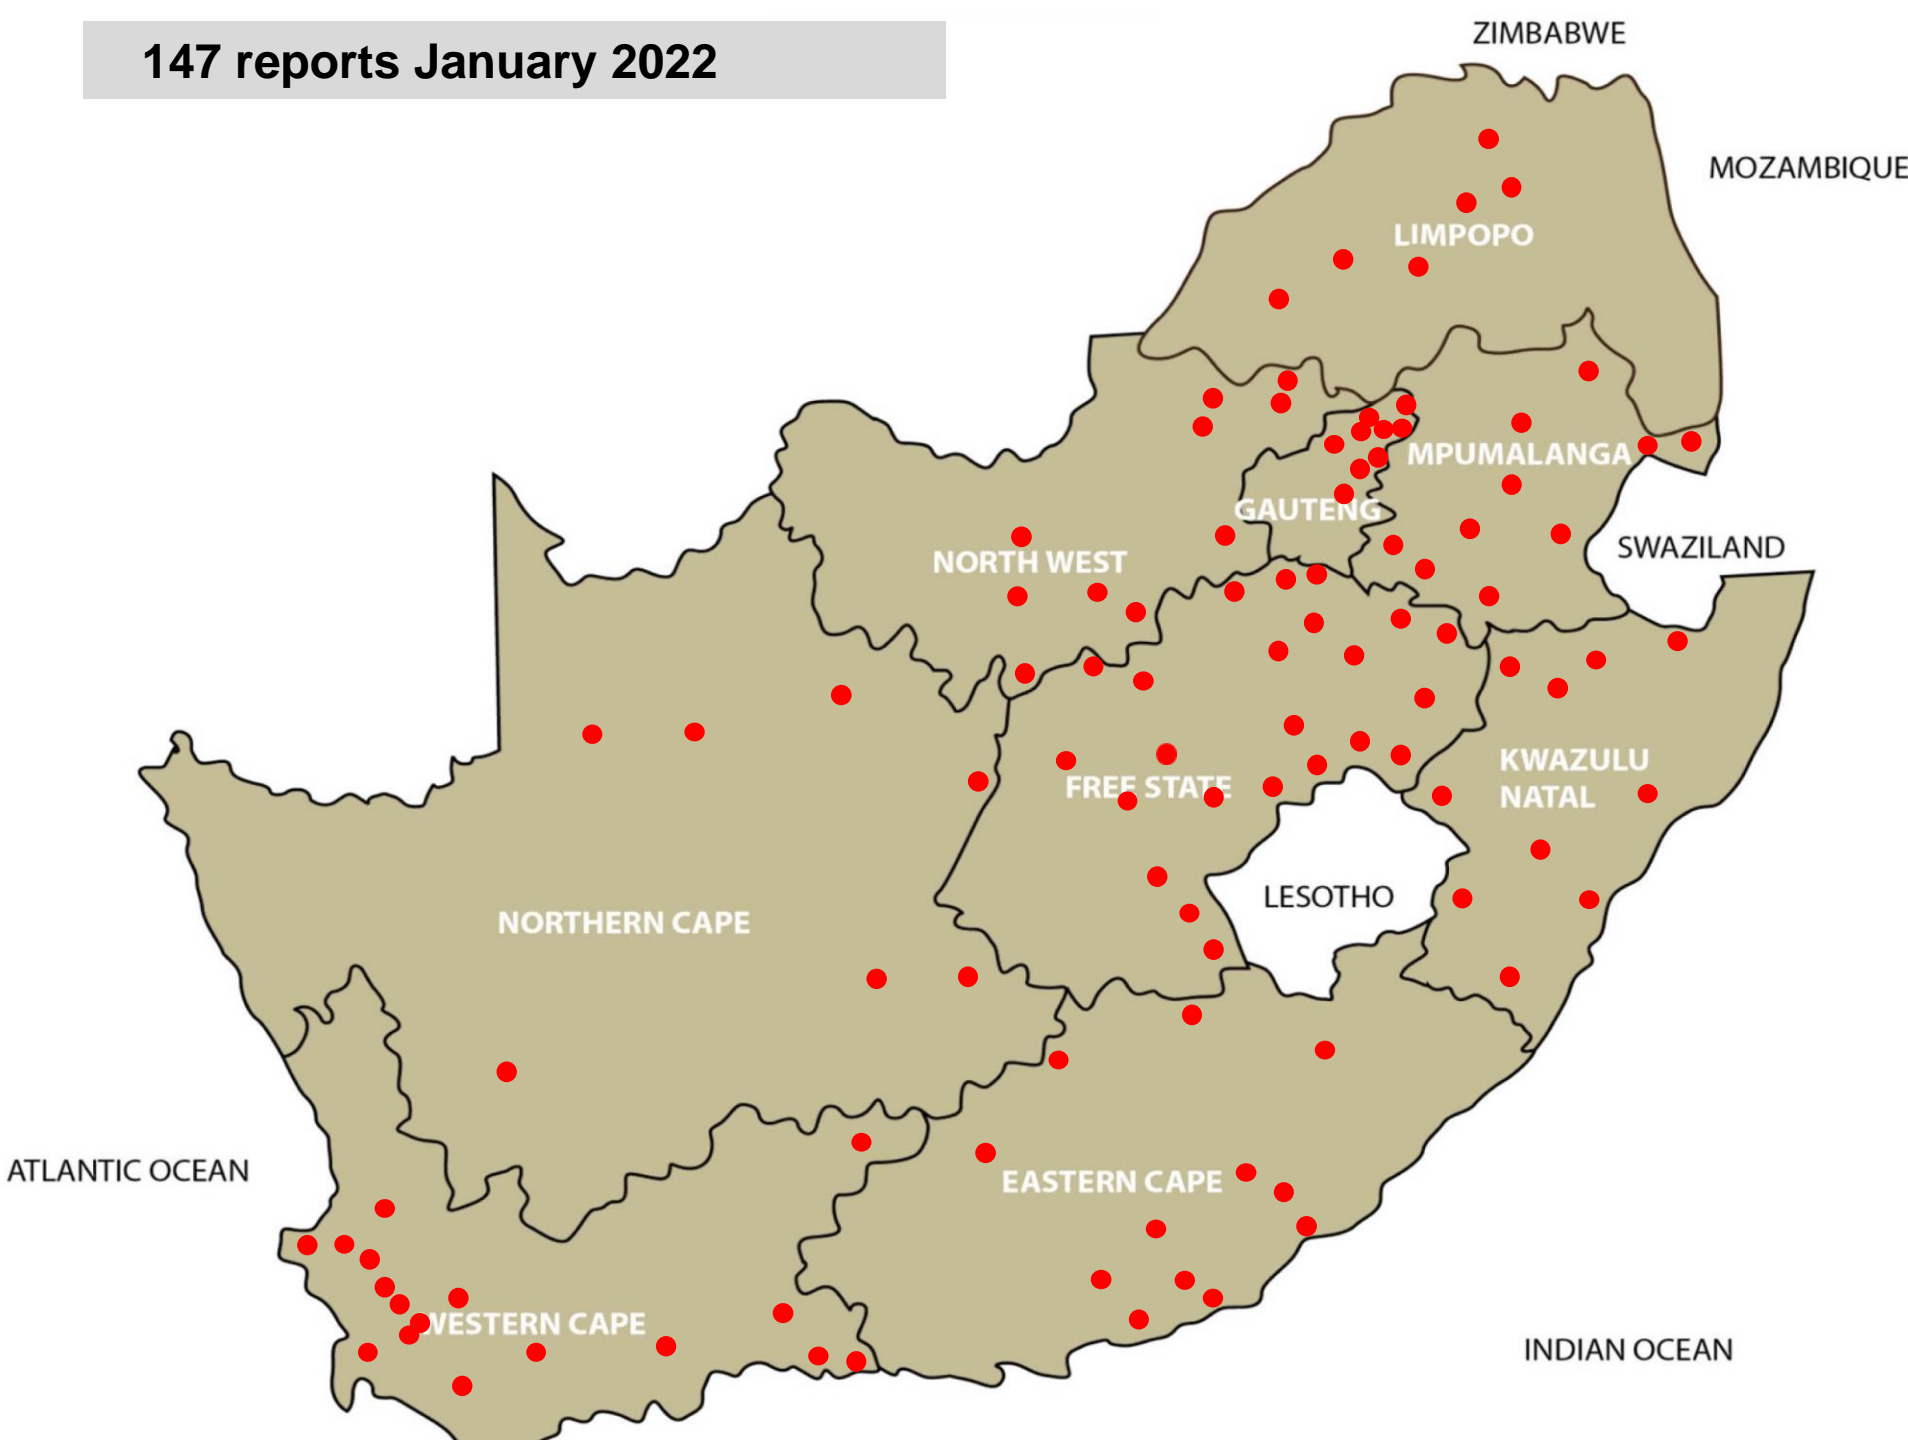 147 reports January 2022
ZIMBABWE
MOZAMBIQUE
LIMPOPO
MPUMALANGA
GAUTENG
SWAZILAND
NORTH WEST
KWAZULU
NATAL
FREE STATE
LESOTHO
NORTHERN CAPE
ATLANTIC OCEAN
EASTERN CAPE
WESTERN CAPE
INDIAN OCEAN